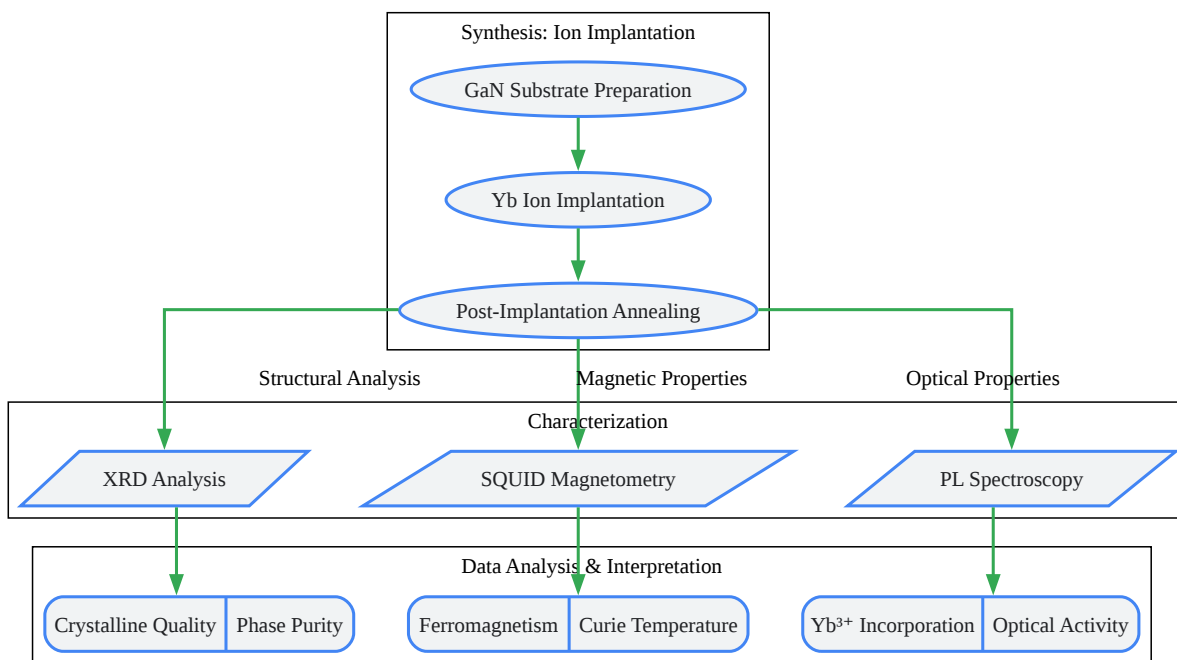 Synthesis: Ion Implantation
GaN Substrate Preparation
Yb Ion Implantation
Post-Implantation Annealing
Structural Analysis
Magnetic Properties
Optical Properties
Characterization
XRD Analysis
SQUID Magnetometry
PL Spectroscopy
Data Analysis & Interpretation
Crystalline Quality
Phase Purity
Ferromagnetism
Curie Temperature
Yb³⁺ Incorporation
Optical Activity